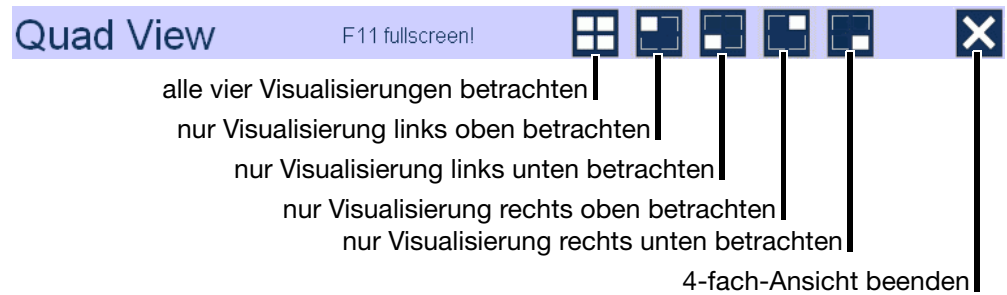 Quad View F11 fullscreen!
alle vier Visualisierungen betrachten
nur Visualisierung links oben betrachten
nur Visualisierung links unten betrachten
nur Visualisierung rechts oben betrachten
nur Visualisierung rechts unten betrachten
4-fach-Ansicht beenden